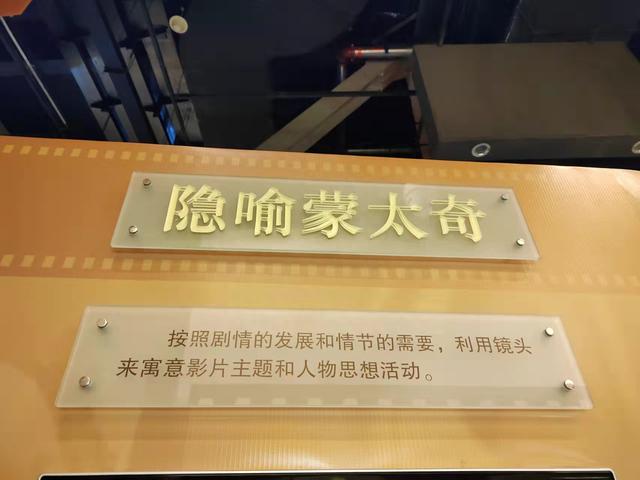 隐喻蒙太奇
按照剧情的发展和情节的需要，利用镜头
来寓意影片主题和人物思想活动。